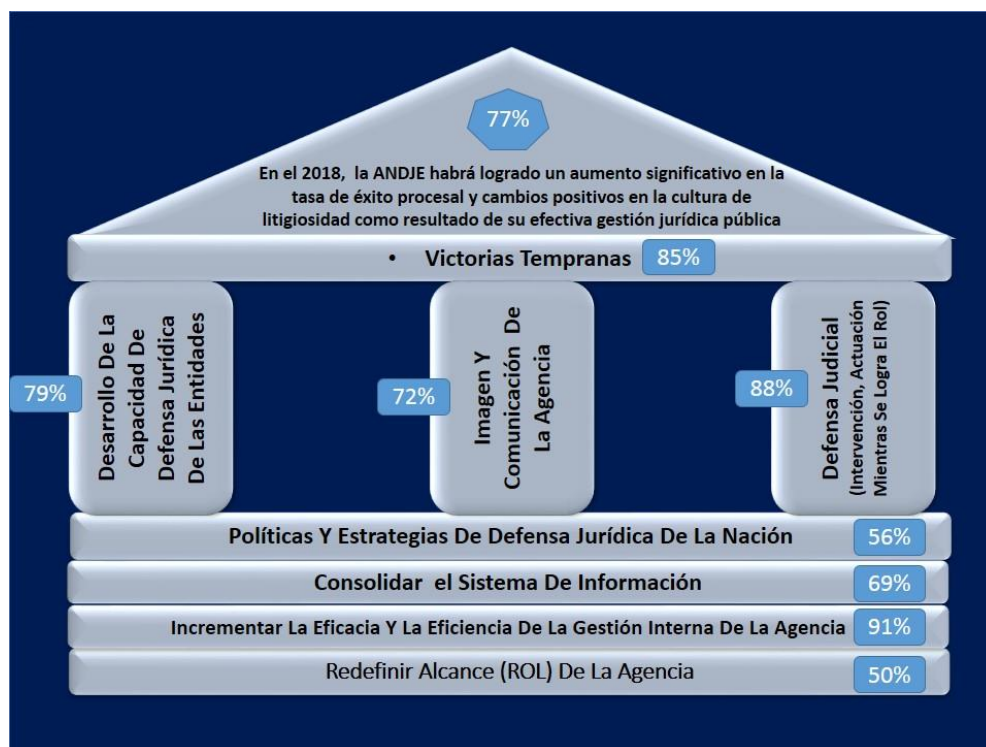 77%
En el 2018, la ANDJE habrá logrado un aumento significativo en la
tasa de éxito procesal y cambios positivos en la cultura de
litigiosidad como resultado de su efectiva gestión jurídica pública
• Victorias Tempranas 85%
79%
Desarrollo De La
Capacidad De
Defensa Jurídica
De Las Entidades
72%
Imagen Y
Comunicación De
La Agencia
88%
Defensa Judicial
(Intervención, Actuación
Mientras Se Logra El Rol)
Políticas Y Estrategias De Defensa Jurídica De La Nación 56%
Consolidar el Sistema De Información 69%
Incrementar La Eficacia Y La Eficiencia De La Gestión Interna De La Agencia 91%
Redefinir Alcance (ROL) De La Agencia 50%